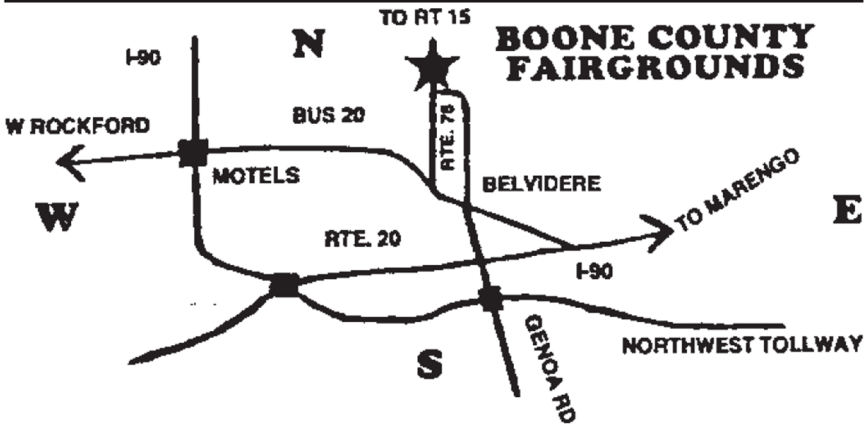 TO RT 15
BOONE COUNTY
FAIRGROUNDS
N
I-90
BUS 20
W ROCKFORD
RTE. 76
MOTELS
BELVIDERE
TO MARENGO
W
E
RTE. 20
I-90
GENOA RD
NORTHWEST TOLLWAY
S